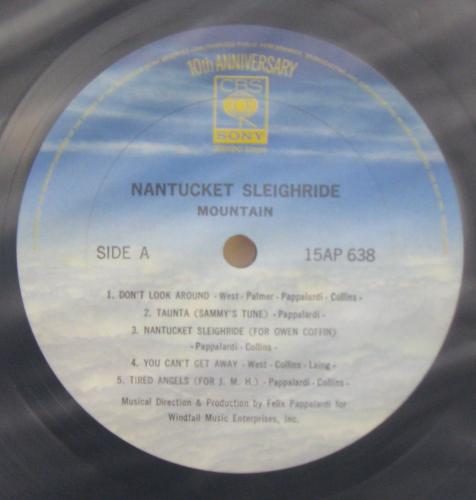 10th ANNIVERSARY
CBS
SONY
NANTUCKET SLEIGHRIDE
MOUNTAIN
SIDE A
15AP 638
1. DON'T LOOK AROUND - West - Palmer - Pappalardi - Collins -
2. TAUNTA (SAMMY'S TUNE) - Pappalardi -
3. NANTUCKET SLEIGHRIDE (FOR OWEN COFFIN)
- Pappalardi - Collins -
4. YOU CAN'T GET AWAY - West - Collins - Laing -
5. TIRED ANGELS (FOR J. M. H.) - Pappalardi - Collins -
Musical Direction & Production by Felix Pappalardi for
Windfall Music Enterprises, Inc.